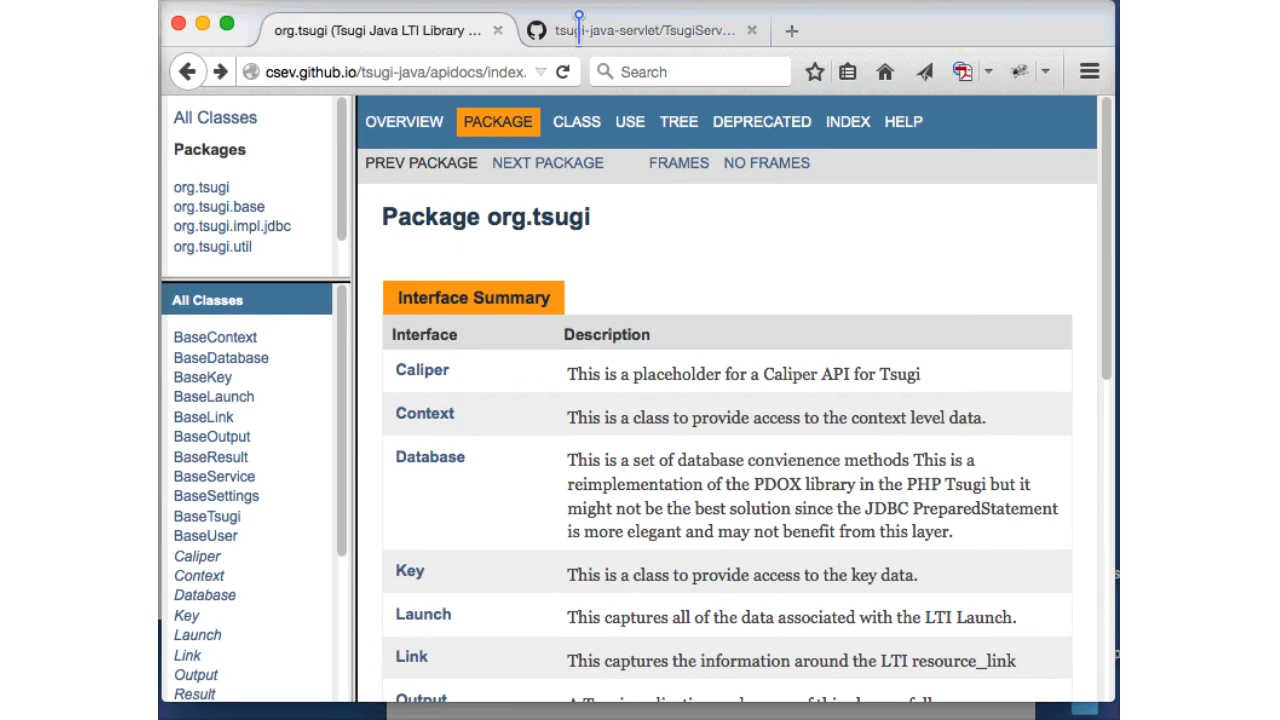 org.tsugi (Tsugi Java LTI Library ...
tsugi-java-servlet/TsugiServ...
csev.github.io/tsugi-java/apidocs/index.
Search
All Classes
Packages
org.tsugi
org.tsugi.base
org.tsugi.impl.jdbc
org.tsugi.util
All Classes
BaseContext
BaseDatabase
BaseKey
BaseLaunch
BaseLink
BaseOutput
BaseResult
BaseService
BaseSettings
BaseTsugi
BaseUser
Caliper
Context
Database
Key
Launch
Link
Output
Result
OVERVIEW PACKAGE CLASS USE TREE DEPRECATED INDEX HELP
PREV PACKAGE NEXT PACKAGE FRAMES NO FRAMES
Package org.tsugi
Interface Summary
Interface Description
Caliper This is a placeholder for a Caliper API for Tsugi
Context This is a class to provide access to the context level data.
Database This is a set of database convienence methods This is a
reimplementation of the PDOX library in the PHP Tsugi but it
might not be the best solution since the JDBC PreparedStatement
is more elegant and may not benefit from this layer.
Key This is a class to provide access to the key data.
Launch This captures all of the data associated with the LTI Launch.
Link This captures the information around the LTI resource_link
Output